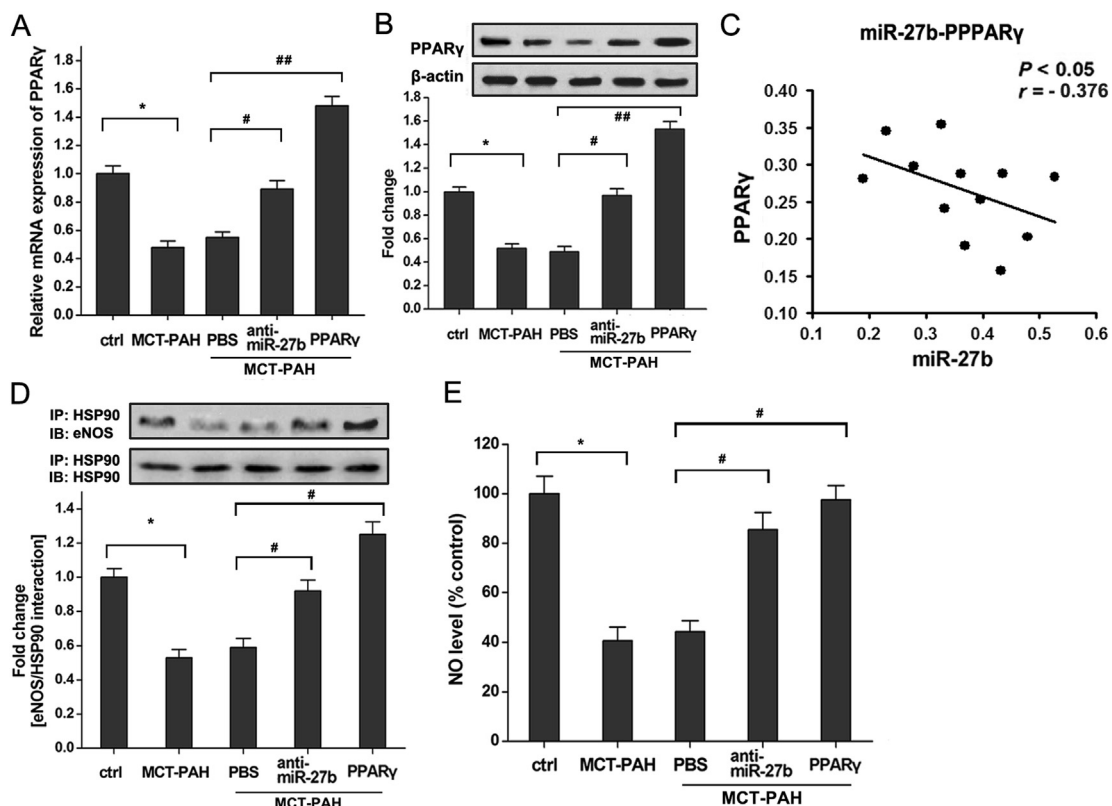 A
Relative mRNA expression of PPARγ
1.8
1.6
1.4
1.2
1.0
0.8
0.6
0.4
0.2
0.0
*
#
##
ctrl MCT-PAH PBS anti-miR-27b PPARγ
MCT-PAH
B
PPARγ
β-actin
Fold change
1.8
1.6
1.4
1.2
1.0
0.8
0.6
0.4
0.2
0.0
*
#
##
ctrl MCT-PAH PBS anti-miR-27b PPARγ
MCT-PAH
C
miR-27b-PPPARγ
P < 0.05
r = - 0.376
PPARγ
0.40
0.35
0.30
0.25
0.20
0.15
0.10
0.1 0.2 0.3 0.4 0.5 0.6
miR-27b
D
IP: HSP90
IB: eNOS
IP: HSP90
IB: HSP90
Fold change
[eNOS/HSP90 interaction]
1.4
1.2
1.0
0.8
0.6
0.4
0.2
0.0
*
#
#
ctrl MCT-PAH PBS anti-miR-27b PPARγ
MCT-PAH
E
NO level (% control)
120
100
80
60
40
20
0
*
#
#
ctrl MCT-PAH PBS anti-miR-27b PPARγ
MCT-PAH